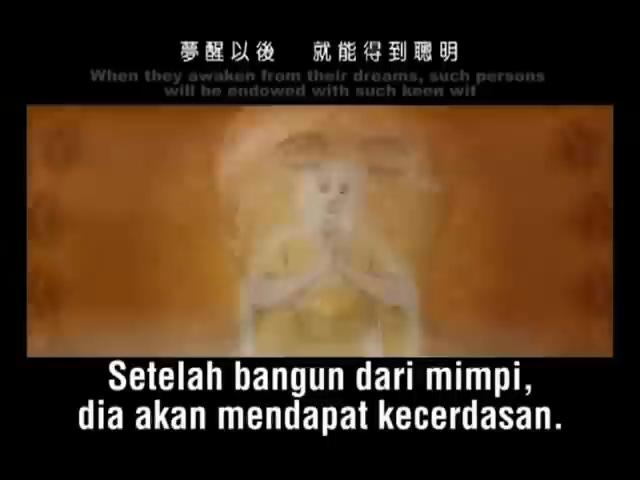 夢醒以後 就能得到聰明
When they awaken from their dreams, such persons
will be endowed with such keen wit
Setelah bangun dari mimpi,
dia akan mendapat kecerdasan.